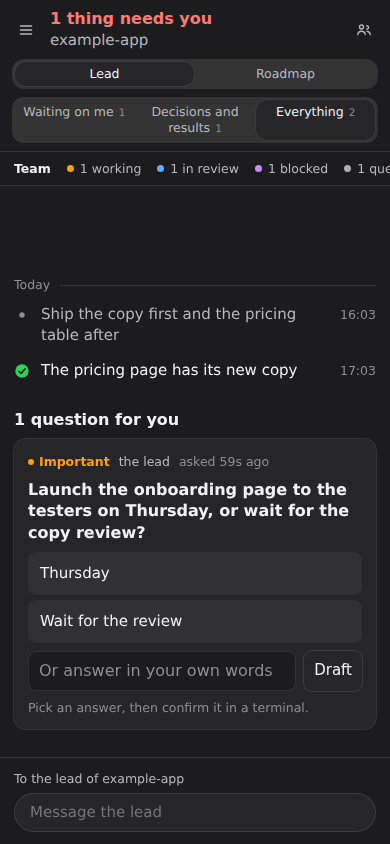 1 thing needs you
example-app
Lead
Roadmap
Waiting on me 1
Decisions and
results 1
Everything 2
Team
1 working
1 in review
1 blocked
1 que
Today
Ship the copy first and the pricing
table after
16:03
The pricing page has its new copy
17:03
1 question for you
Important the lead asked 59s ago
Launch the onboarding page to the
testers on Thursday, or wait for the
copy review?
Thursday
Wait for the review
Or answer in your own words
Draft
Pick an answer, then confirm it in a terminal.
To the lead of example-app
Message the lead